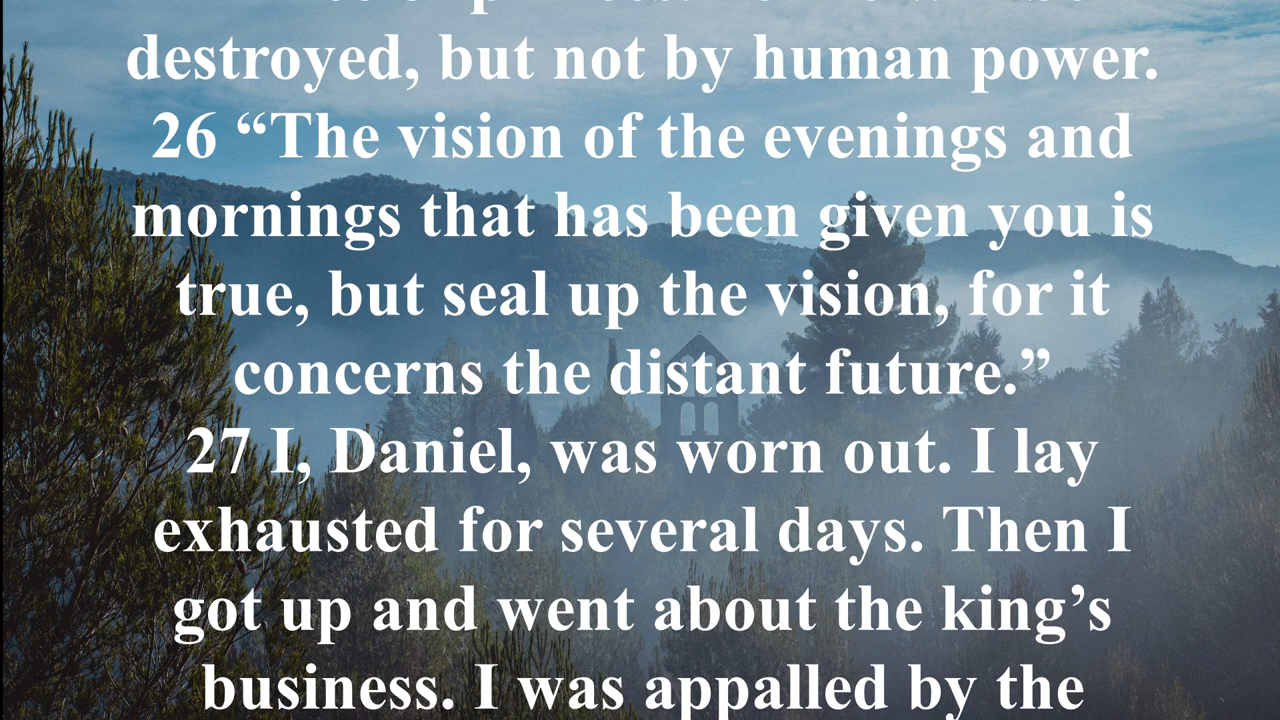 destroyed, but not by human power.
26 “The vision of the evenings and
mornings that has been given you is
true, but seal up the vision, for it
concerns the distant future.”
27 I, Daniel, was worn out. I lay
exhausted for several days. Then I
got up and went about the king’s
business. I was appalled by the